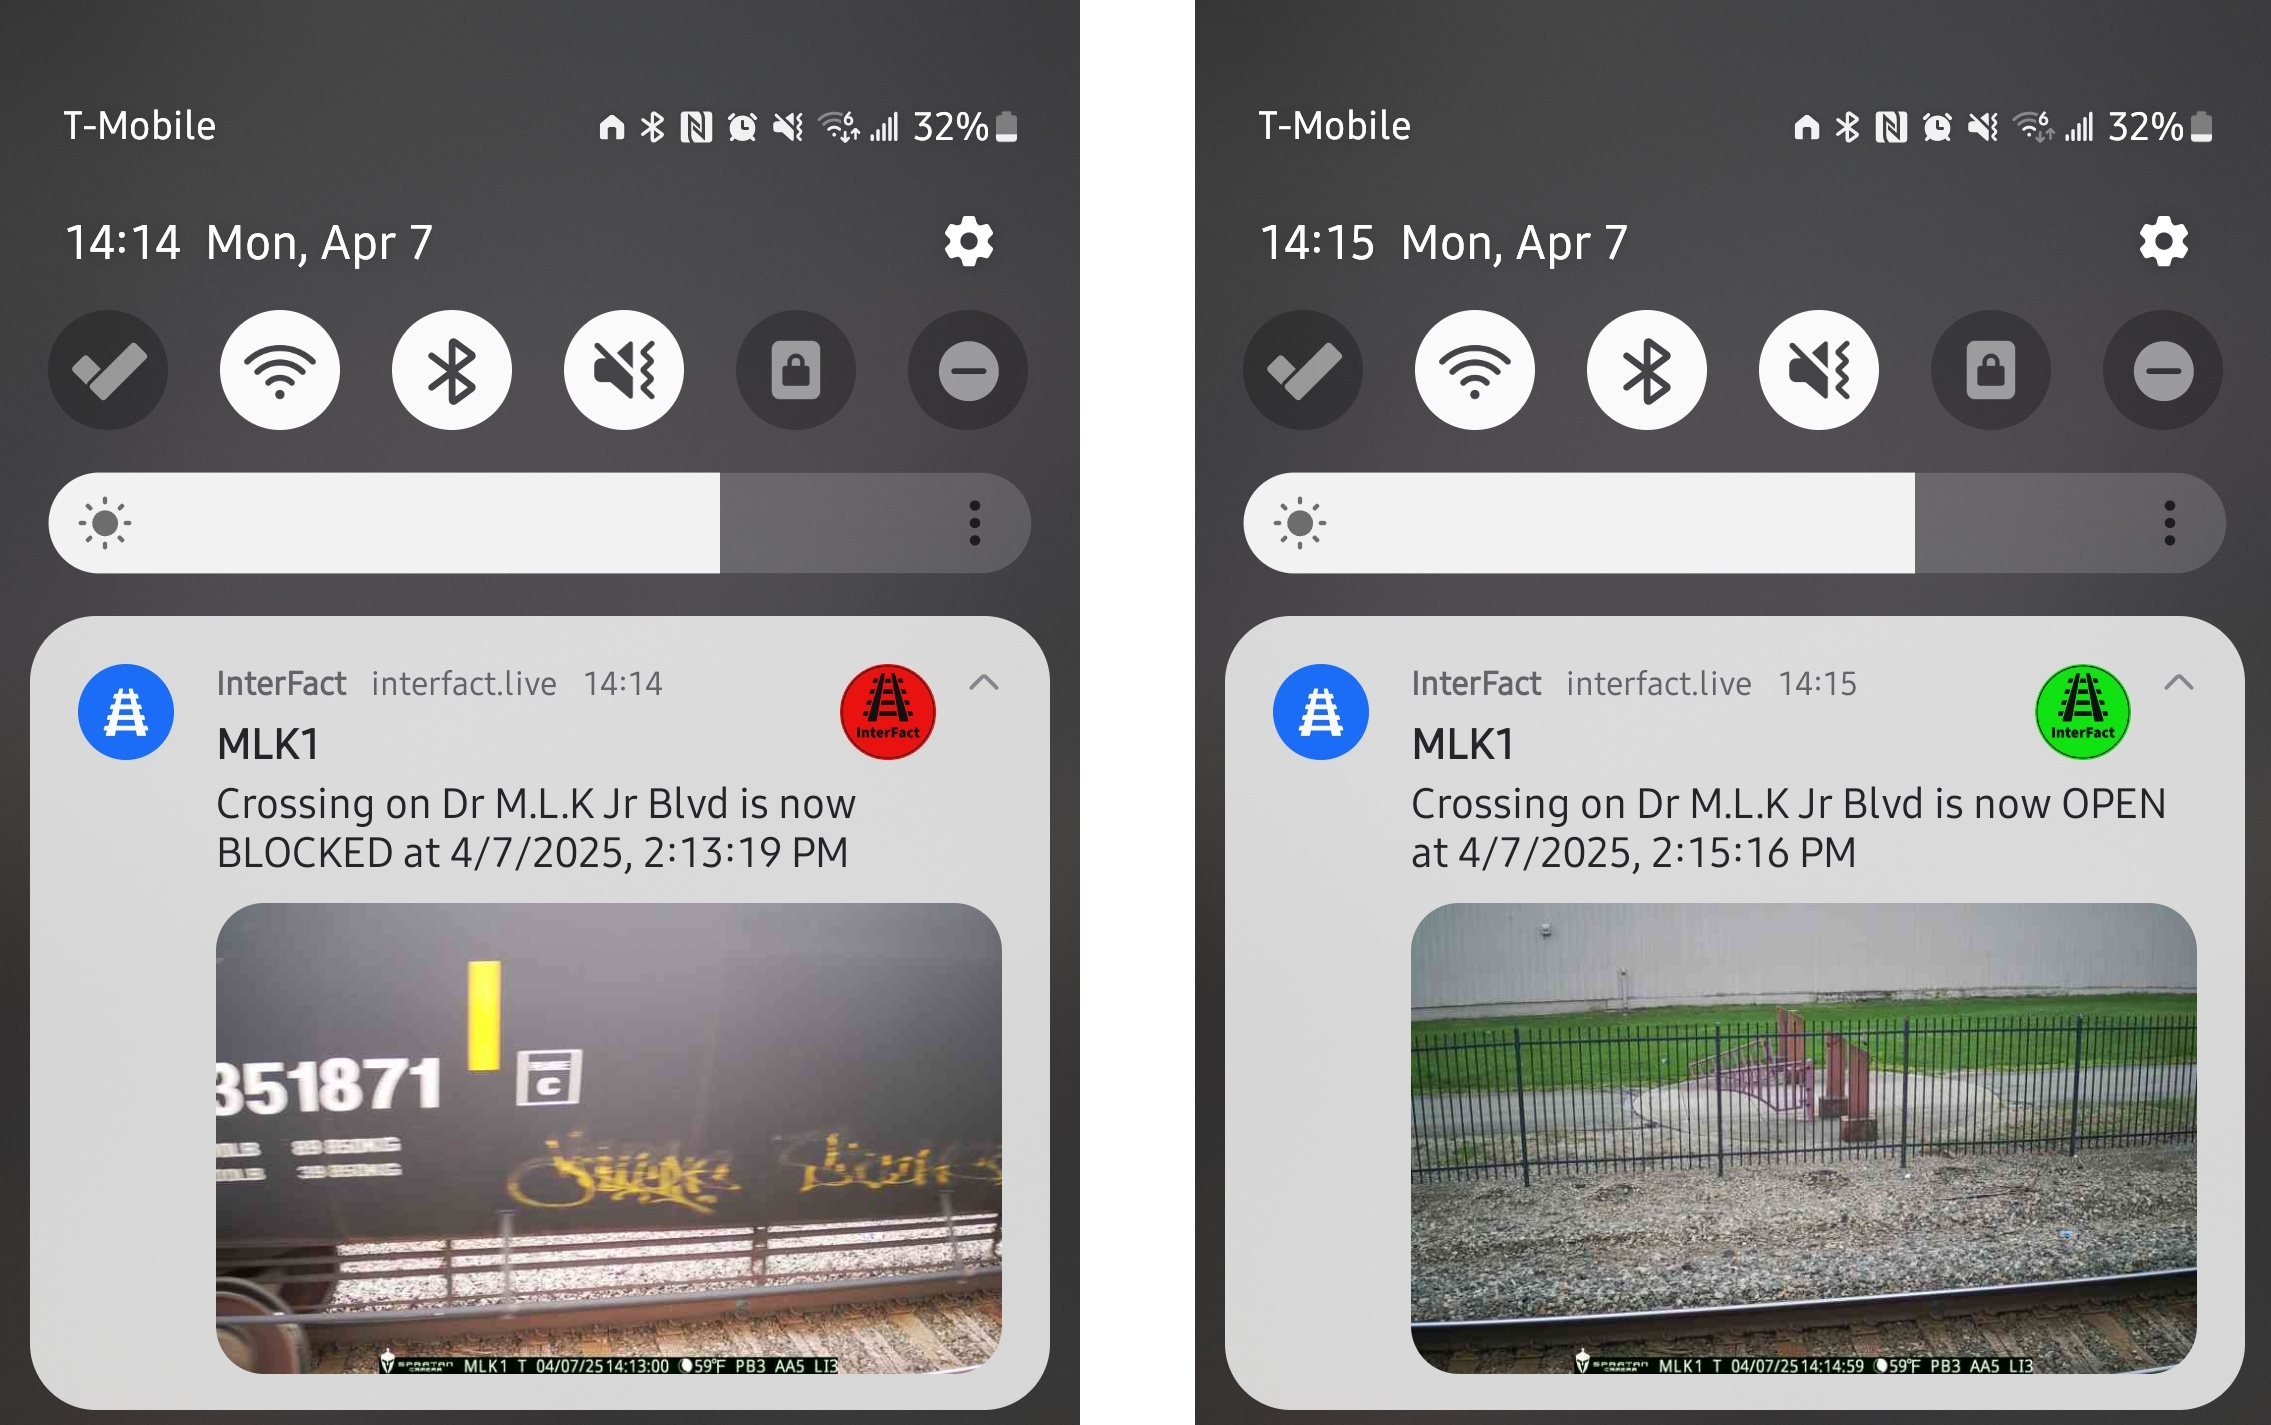 T-Mobile
32%
14:14 Mon, Apr 7
InterFact interfact.live 14:14
InterFact
MLK1
Crossing on Dr M.L.K Jr Blvd is now
BLOCKED at 4/7/2025, 2:13:19 PM
351871
C
SPARTAN CAMERA MLK1 T 04/07/25 14:13:00 59°F PB3 AA5 LI3
T-Mobile
32%
14:15 Mon, Apr 7
InterFact interfact.live 14:15
InterFact
MLK1
Crossing on Dr M.L.K Jr Blvd is now OPEN
at 4/7/2025, 2:15:16 PM
SPARTAN CAMERA MLK1 T 04/07/25 14:14:59 59°F PB3 AA5 LI3